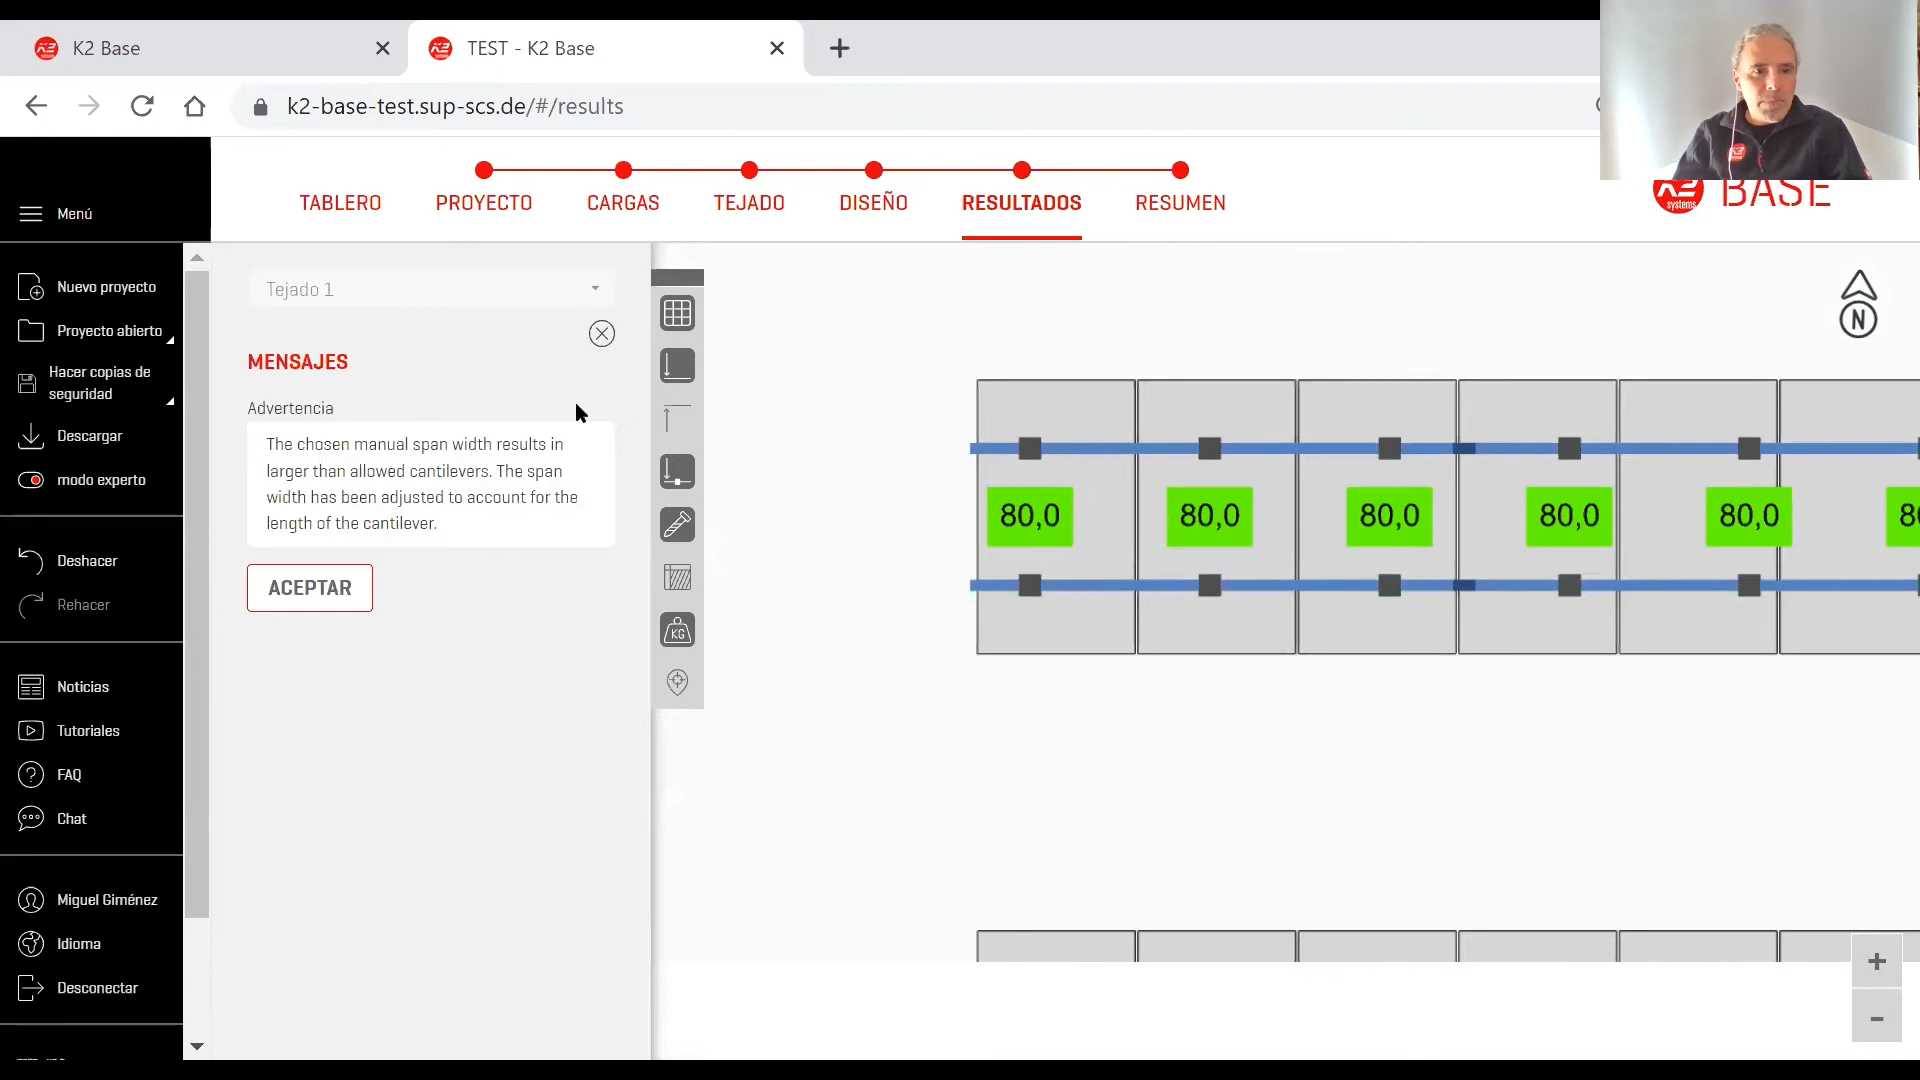 K2 Base
TEST - K2 Base
k2-base-test.sup-scs.de/#/results
Menú
TABLERO
PROYECTO
CARGAS
TEJADO
DISEÑO
RESULTADOS
RESUMEN
K2 systems BASE
Nuevo proyecto
Proyecto abierto
Hacer copias de
seguridad
Descargar
modo experto
Deshacer
Rehacer
Noticias
Tutoriales
FAQ
Chat
Miguel Giménez
Idioma
Desconectar
Tejado 1
MENSAJES
Advertencia
The chosen manual span width results in
larger than allowed cantilevers. The span
width has been adjusted to account for the
length of the cantilever.
ACEPTAR
KG
N
80,0 80,0 80,0 80,0 80,0
+
-